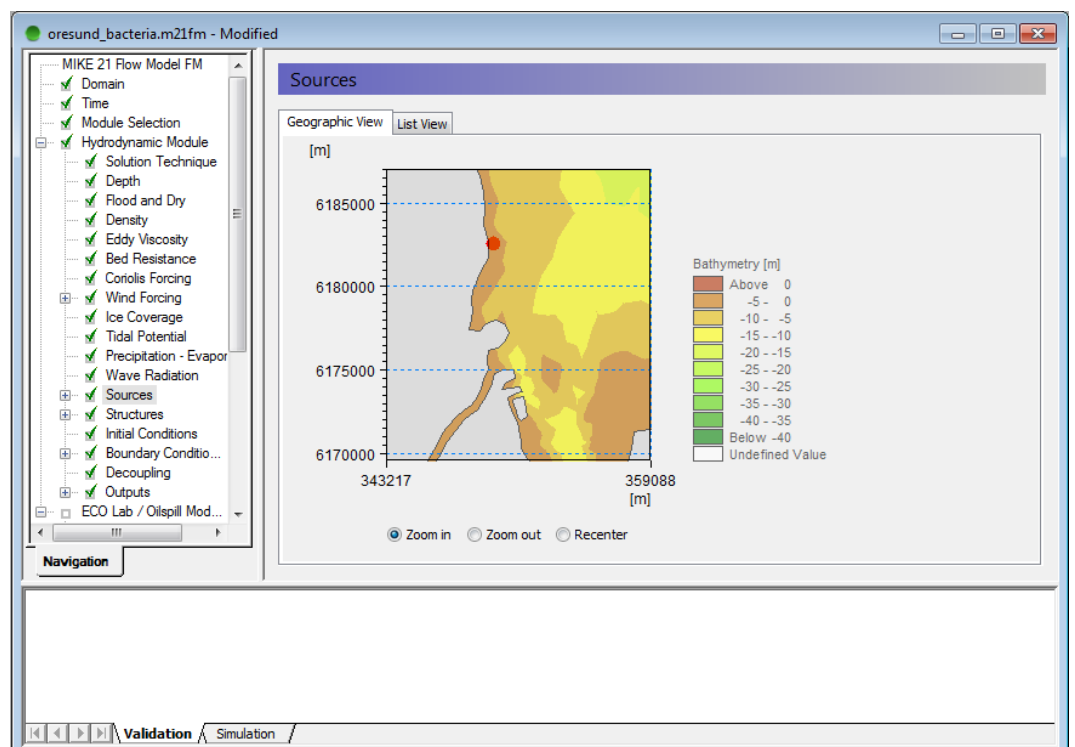 oresund_bacteria.m21fm - Modified
MIKE 21 Flow Model FM
Domain
Time
Module Selection
Hydrodynamic Module
Solution Technique
Depth
Flood and Dry
Density
Eddy Viscosity
Bed Resistance
Coriolis Forcing
Wind Forcing
Ice Coverage
Tidal Potential
Precipitation - Evapor
Wave Radiation
Sources
Structures
Initial Conditions
Boundary Conditio...
Decoupling
Outputs
ECO Lab / Oilspill Mod...
Navigation
Sources
Geographic View List View
[m]
6185000
6180000
6175000
6170000
343217 359088
[m]
Bathymetry [m]
Above 0
-5 - 0
-10 - -5
-15 - -10
-20 - -15
-25 - -20
-30 - -25
-35 - -30
-40 - -35
Below -40
Undefined Value
Zoom in Zoom out Recenter
Validation Simulation